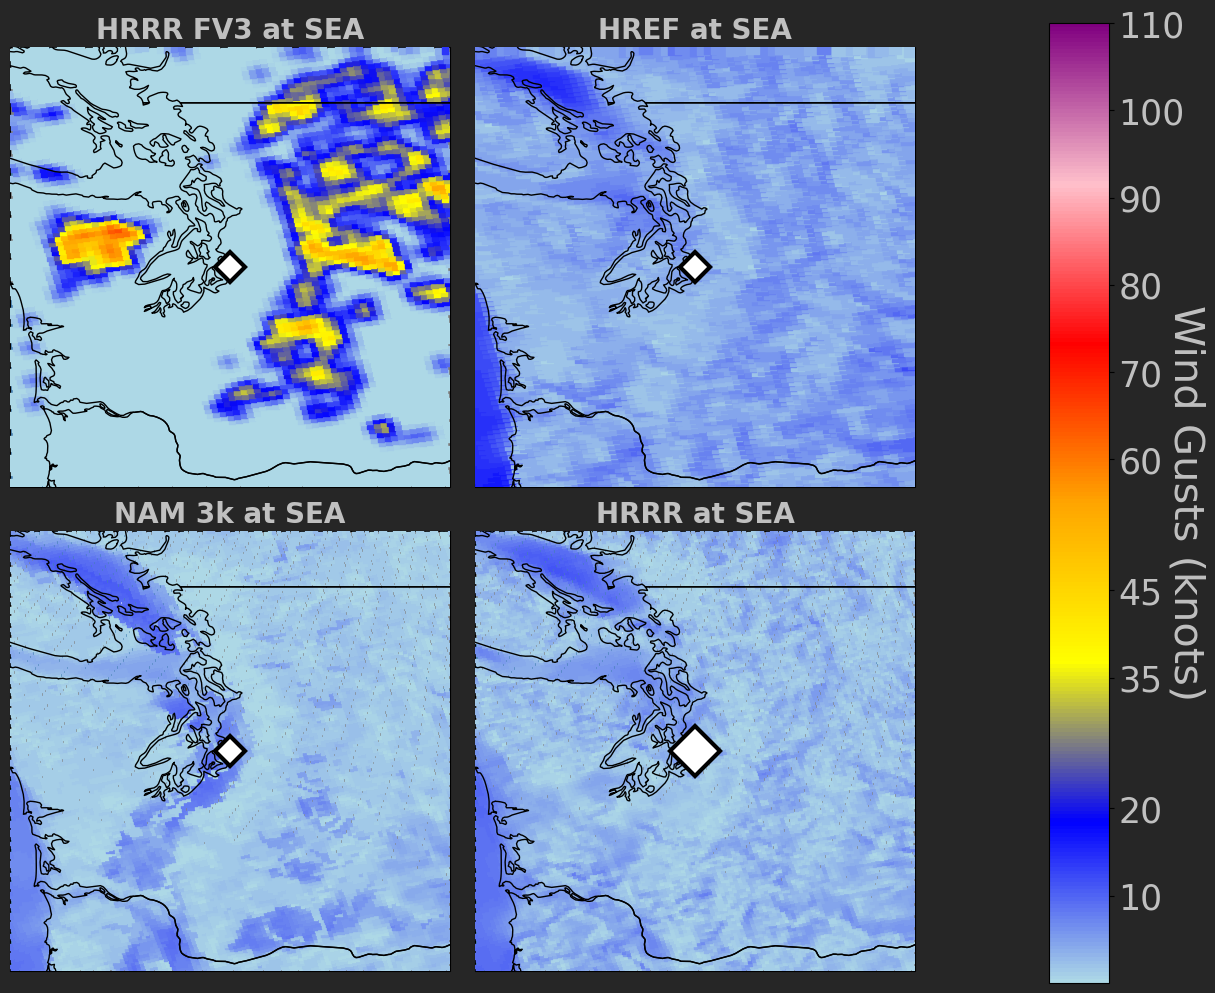 HRRR FV3 at SEA
HREF at SEA
NAM 3k at SEA
HRRR at SEA
110
100
90
80
70
60
45
35
20
10
Wind Gusts (knots)